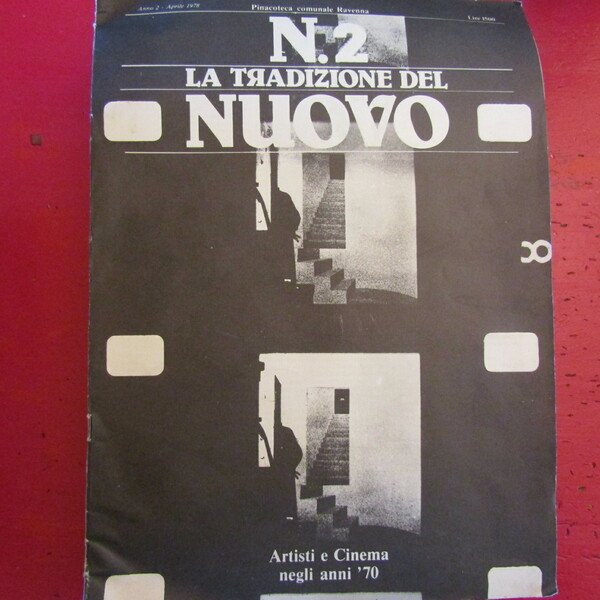 Anno 2 - Aprile 1978
Pinacoteca comunale Ravenna
Lire 1500
N.2
LA TRADIZIONE DEL
NUOVO
8
Artisti e Cinema
negli anni '70